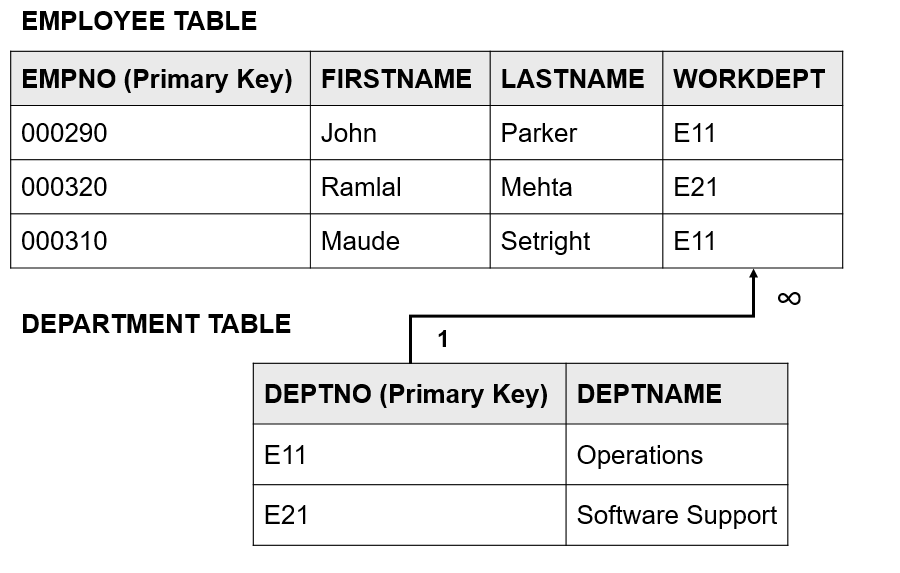 EMPLOYEE TABLE
EMPNO (Primary Key) FIRSTNAME LASTNAME WORKDEPT
000290 John Parker E11
000320 Ramlal Mehta E21
000310 Maude Setright E11
∞
DEPARTMENT TABLE
1
DEPTNO (Primary Key) DEPTNAME
E11 Operations
E21 Software Support